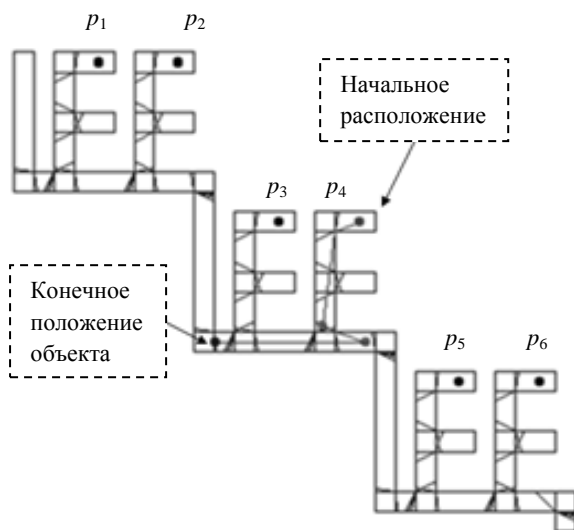 p1
p2
Начальное
расположение
p3
p4
Конечное
положение
объекта
p5
p6